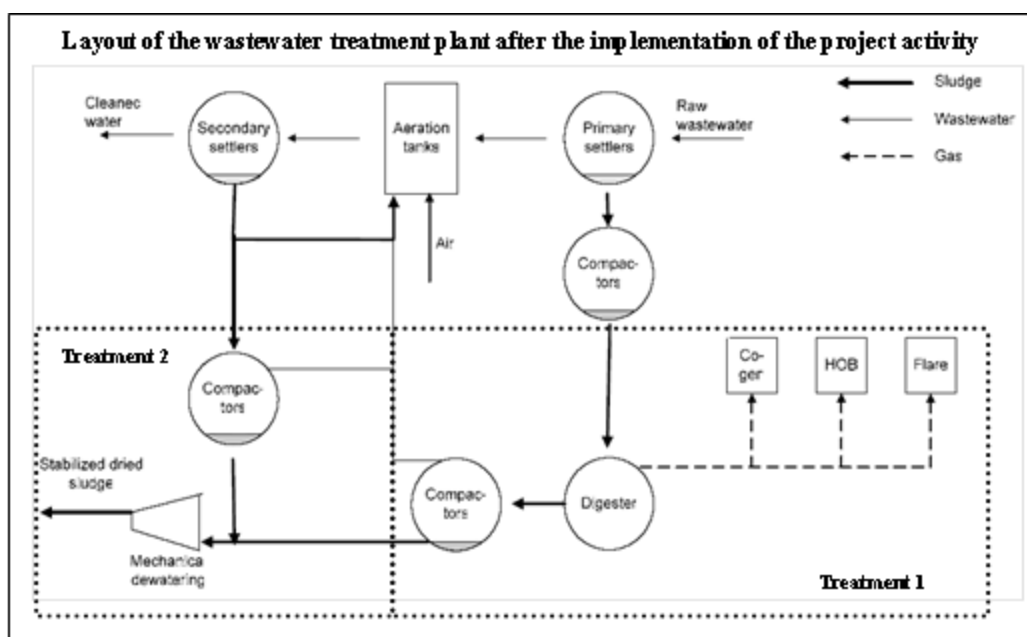 Layout of the wastewater treatment plant after the implementation of the project activity
Cleanec
water
Secondary
settlers
Aeration
tanks
Primary
settlers
Raw
wastewater
Sludge
Wastewater
Gas
Air
Compac-
tors
Treatment 2
Compac-
tors
Co-
ger
HOB
Flare
Stabilized dried
sludge
Compac-
tors
Digester
Mechanica
dewatering
Treatment 1